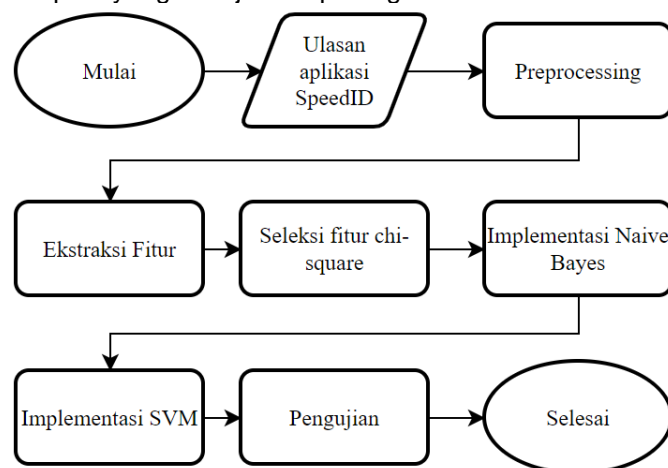 Mulai
Ulasan
aplikasi
SpeedID
Preprocessing
Ekstraksi Fitur
Seleksi fitur chi-
square
Implementasi Naive
Bayes
Implementasi SVM
Pengujian
Selesai